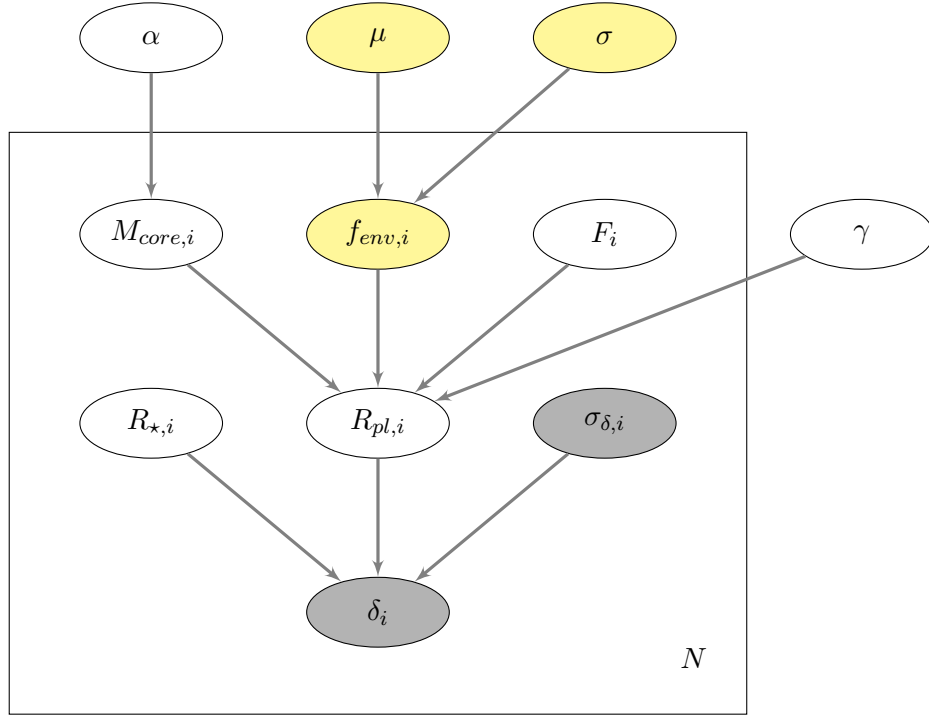 α μ σ
M_{core,i} f_{env,i} F_i γ
R_{⋆,i} R_{pl,i} σ_{δ,i}
δ_i
N